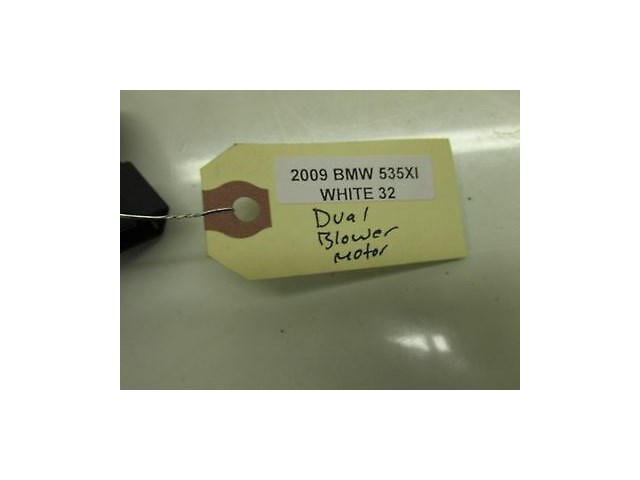 2009 BMW 535XI
WHITE 32
Dual
Blower
Motor